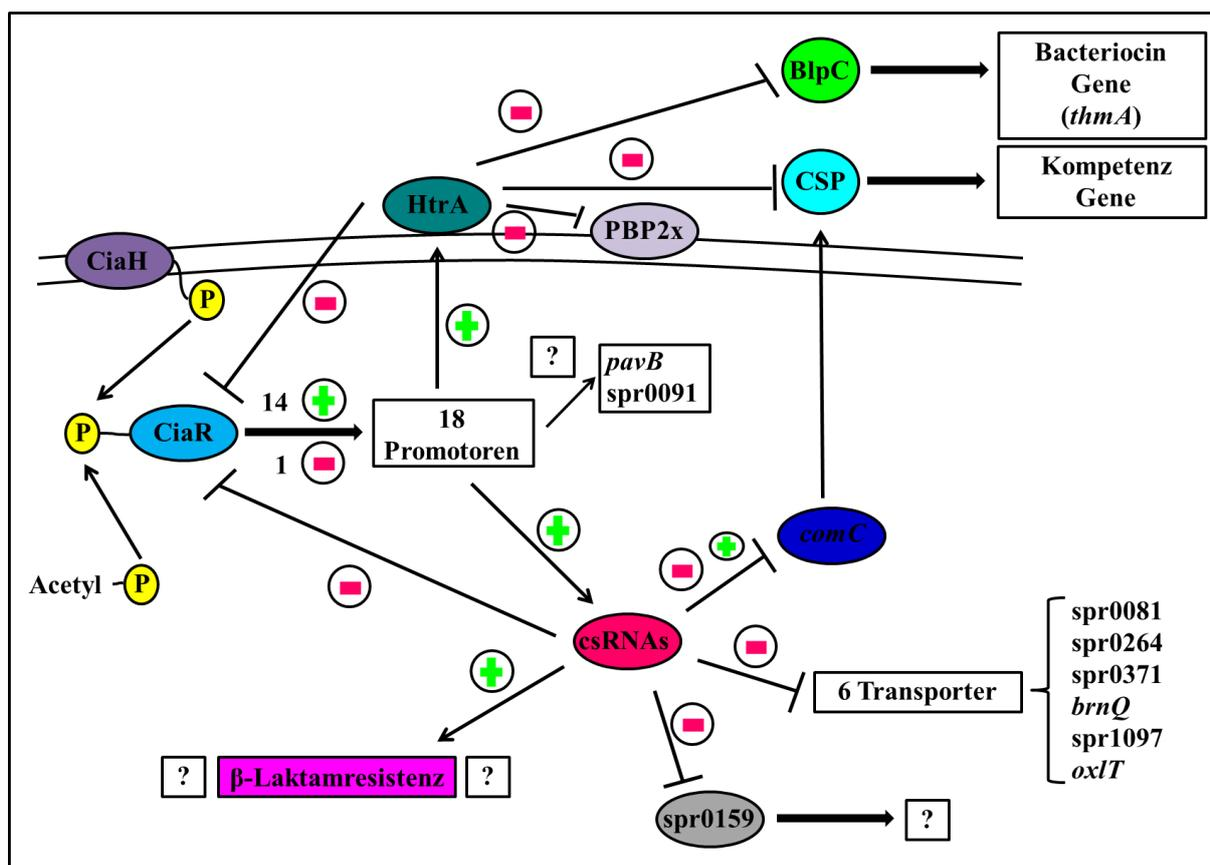 BlpC
Bacteriocin
Gene
(thmA)
CSP
Kompetenz
Gene
HtrA
PBP2x
CiaH
P
?
pavB
spr0091
14
P
CiaR
18
Promotoren
1
comC
Acetyl
P
csRNAs
spr0081
spr0264
spr0371
brnQ
spr1097
oxlT
6 Transporter
?
β-Laktamresistenz
?
spr0159
?